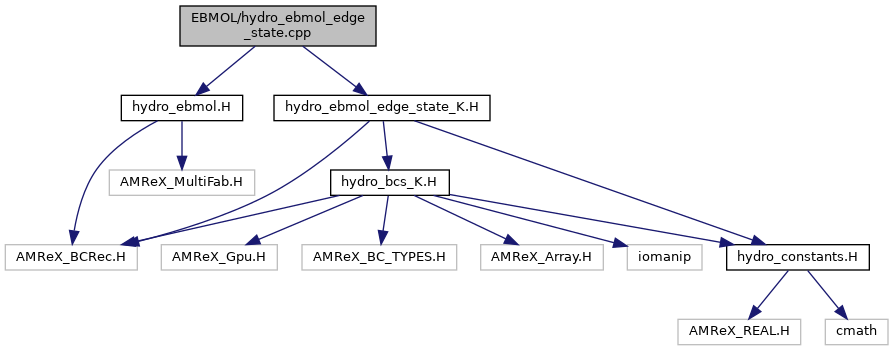 EBMOL/hydro_ebmol_edge
_state.cpp
hydro_ebmol.H
hydro_ebmol_edge_state_K.H
AMReX_MultiFab.H
hydro_bcs_K.H
AMReX_BCRec.H
AMReX_Gpu.H
AMReX_BC_TYPES.H
AMReX_Array.H
iomanip
hydro_constants.H
AMReX_REAL.H
cmath